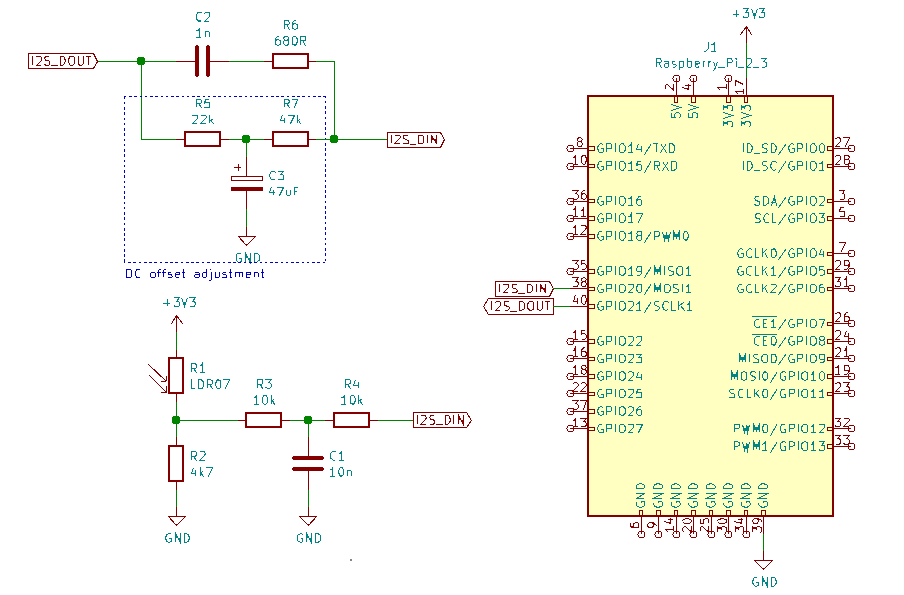 C2
1n
R6
680R
I2S_DOUT
R5
22k
R7
47k
I2S_DIN
+
C3
47uF
GND
DC offset adjustment
+3V3
R1
LDR07
R3
10k
R4
10k
I2S_DIN
R2
4k7
C1
10n
GND
GND
+3V3
J1
Raspberry_Pi_2_3
2
4
1
17
5V
5V
3V3
3V3
8 GPIO14/TXD
10 GPIO15/RXD
36 GPIO16
11 GPIO17
12 GPIO18/PWM0
35 GPIO19/MISO1
I2S_DIN 38 GPIO20/MOSI1
I2S_DOUT 40 GPIO21/SCLK1
15 GPIO22
16 GPIO23
18 GPIO24
22 GPIO25
37 GPIO26
13 GPIO27
ID_SD/GPIO0 27
ID_SC/GPIO1 28
SDA/GPIO2 3
SCL/GPIO3 5
GCLK0/GPIO4 7
GCLK1/GPIO5 29
GCLK2/GPIO6 31
CE1/GPIO7 26
CE0/GPIO8 24
MISO0/GPIO9 21
MOSI0/GPIO10 19
SCLK0/GPIO11 23
PWM0/GPIO12 32
PWM1/GPIO13 33
GND
GND
GND
GND
GND
GND
GND
GND
6
9
14
20
25
30
34
39
GND